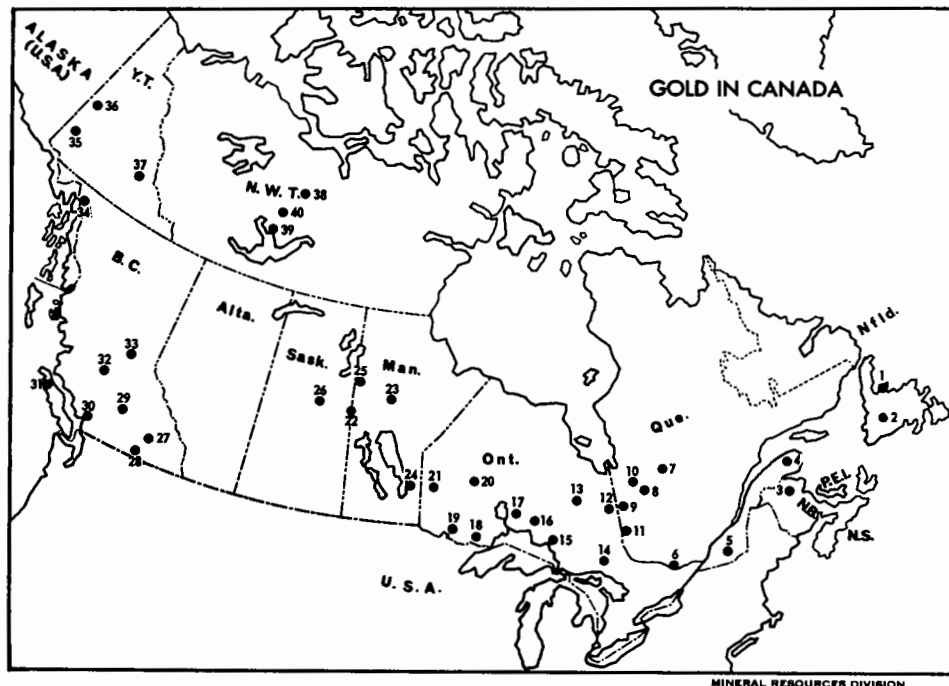 GOLD IN CANADA
ALASKA
(U.S.A)
Y.T.
36
35
37
N.W.T.
38
40
39
34
B.C.
Alta.
Sask.
Man.
Nfld.
33
32
31
30
29
27
28
26
25
22
23
24
21
Ont.
20
19
18
17
16
15
13
14
12
Que.
10
7
8
9
11
6
5
1
2
4
3
P.E.I.
N.B.
N.S.
U.S.A.
MINERAL RESOURCES DIVISION